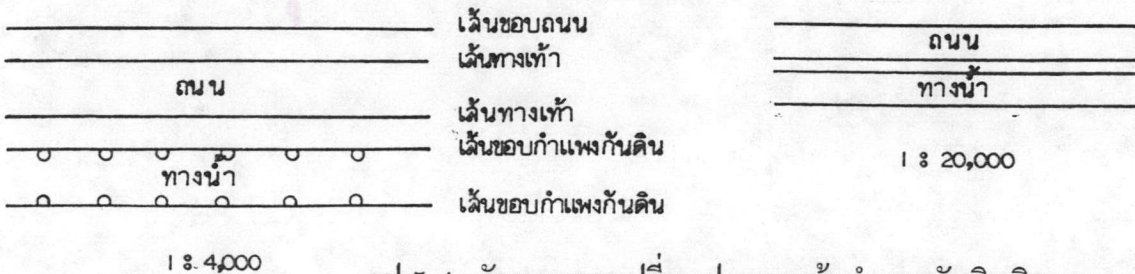 เส้นขอบถนน
เส้นทางเท้า
ถนน
เส้นทางเท้า
เส้นขอบกำแพงกันดิน
ทางน้ำ
เส้นขอบกำแพงกันดิน
1 : 4,000
ถนน
ทางน้ำ
1 : 20,000